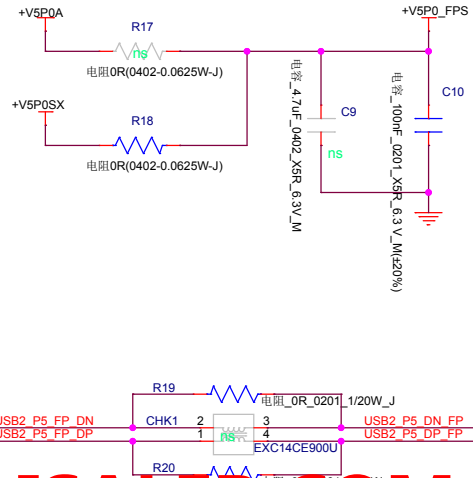 +V5P0A
+V5P0_FPS
R17
ns
电阻0R(0402-0.0625W-J)
+V5P0SX
R18
电阻0R(0402-0.0625W-J)
电容_4.7uF_0402_X5R_6.3V_M
C9
ns
电容_100nF_0201_X5R_6.3 V_M(±20%)
C10
R19
电阻_0R_0201_1/20W_J
USB2_P5_FP_DN
CHK1
2
3
USB2_P5_DN_FP
USB2_P5_FP_DP
1
ns
4
USB2_P5_DP_FP
EXC14CE900U
R20